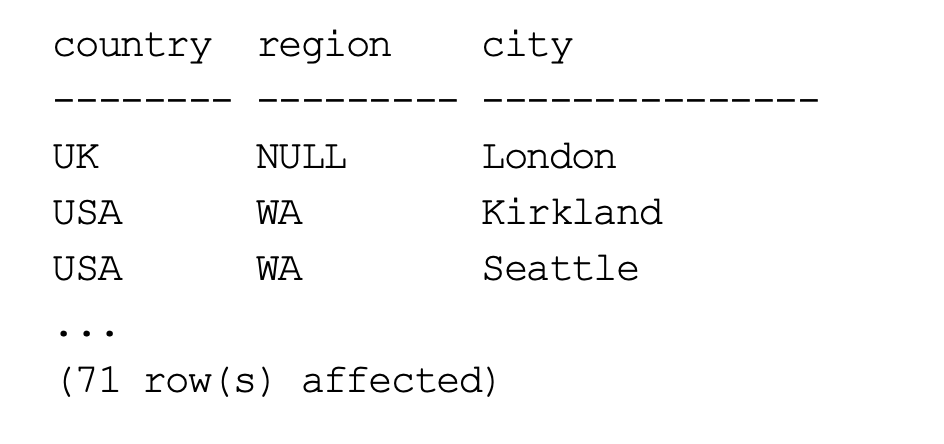 country  region    city
-------- --------- ---------------
UK       NULL      London
USA      WA        Kirkland
USA      WA        Seattle
...
(71 row(s) affected)